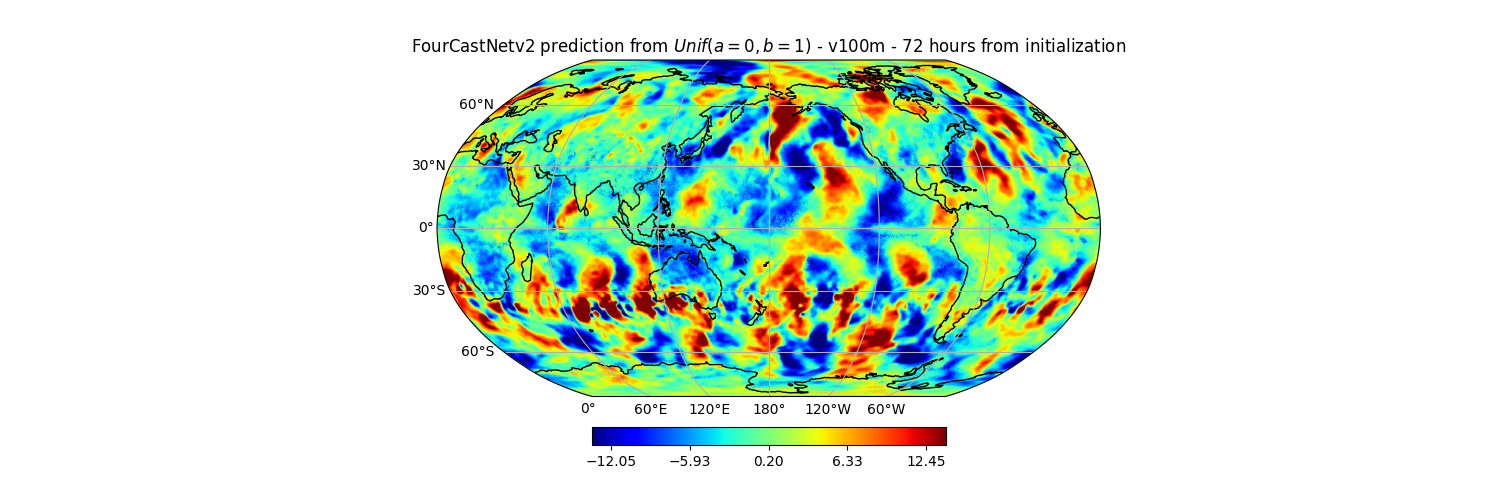 FourCastNetv2 prediction from Unif(a = 0, b = 1) - v100m - 72 hours from initialization
60°N
30°N
0°
30°S
60°S
0° 60°E 120°E 180° 120°W 60°W
−12.05 −5.93 0.20 6.33 12.45